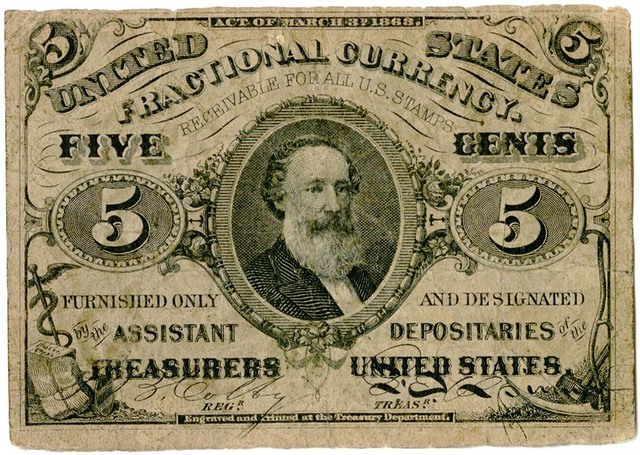 ACT OF MARCH 3D 1863.
5 5
UNITED STATES
FRACTIONAL CURRENCY.
RECEIVABLE FOR ALL U.S. STAMPS
FIVE CENTS
5 5
FURNISHED ONLY AND DESIGNATED
by the ASSISTANT DEPOSITARIES of the
TREASURERS UNITED STATES.
S. B. Colby
REGR TREASR
Engraved and Printed at the Treasury Department.